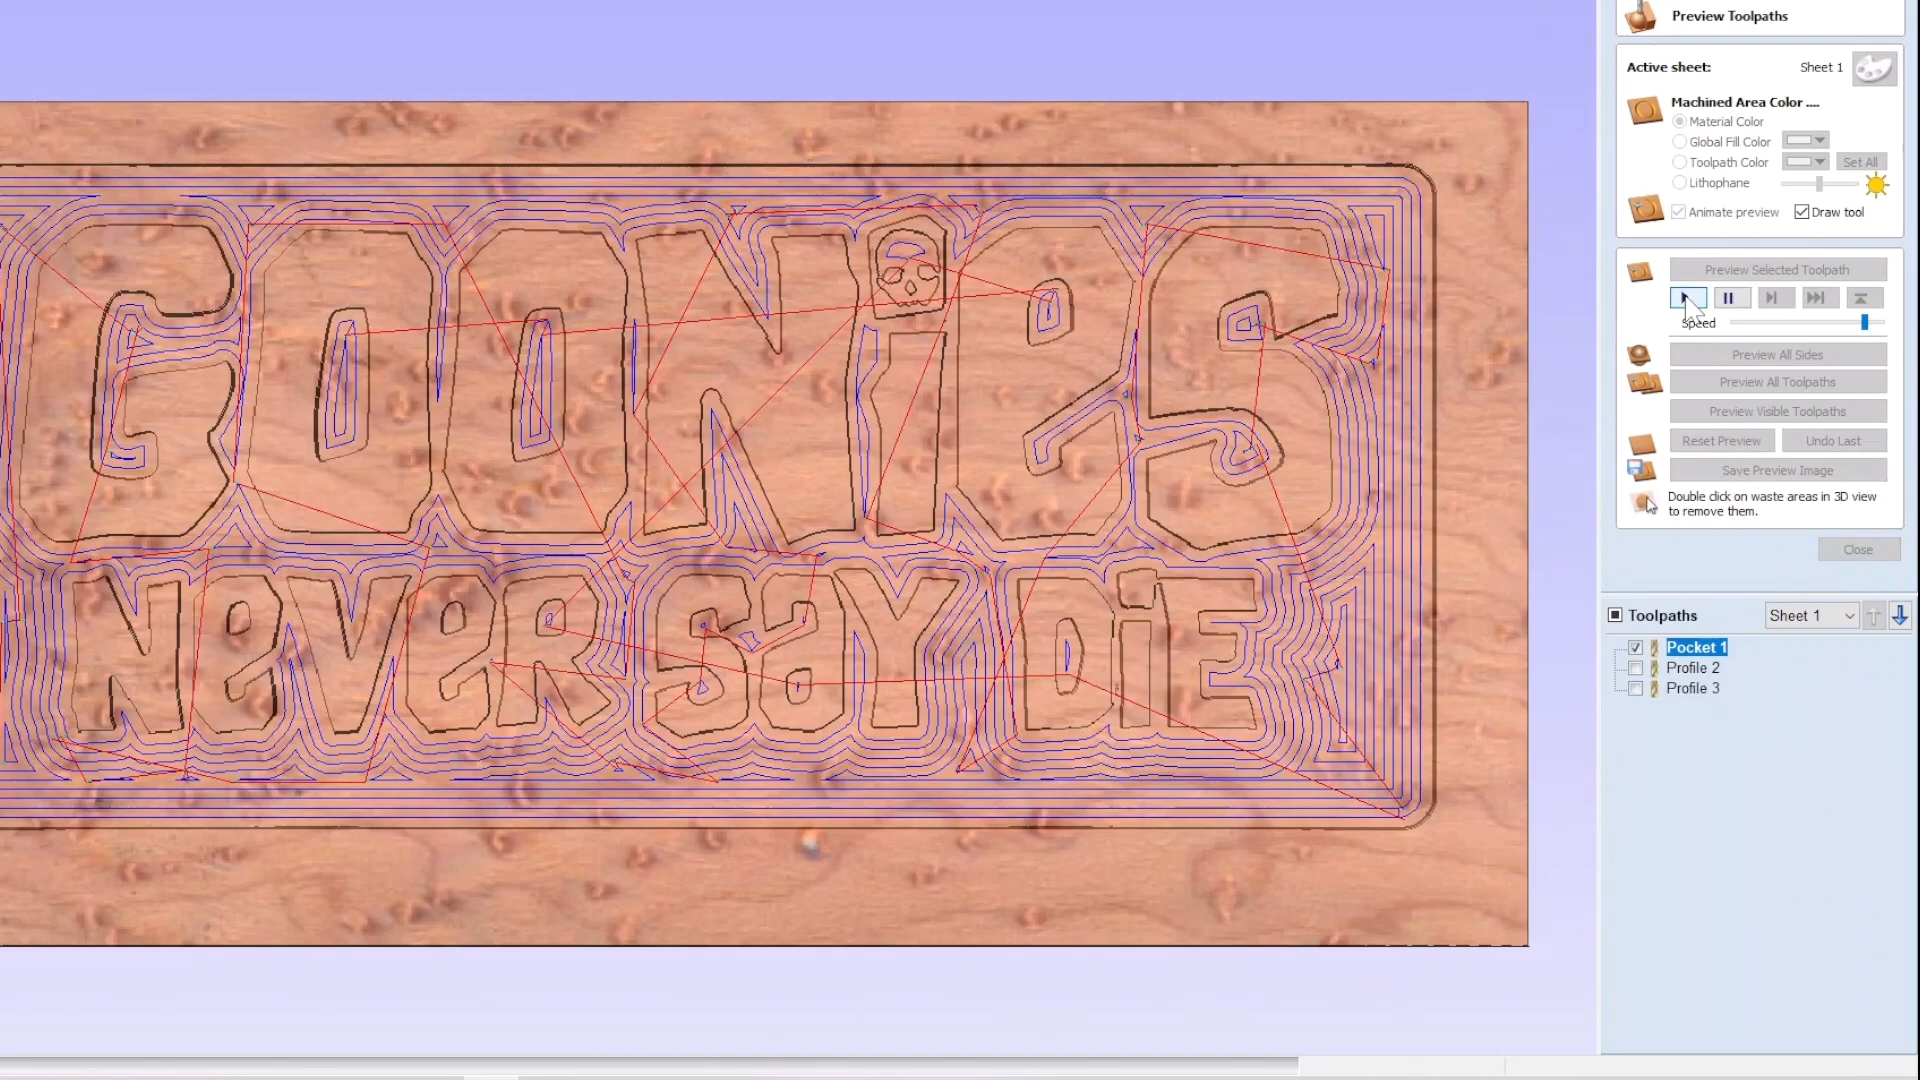 Preview Toolpaths
Active sheet: Sheet 1
Machined Area Color ....
Material Color
Global Fill Color
Toolpath Color Set All
Lithophane
Animate preview Draw tool
Preview Selected Toolpath
Speed
Preview All Sides
Preview All Toolpaths
Preview Visible Toolpaths
Reset Preview Undo Last
Save Preview Image
Double click on waste areas in 3D view
to remove them.
Close
Toolpaths Sheet 1
Pocket 1
Profile 2
Profile 3
GOONieS
NeVeR SaY DiE